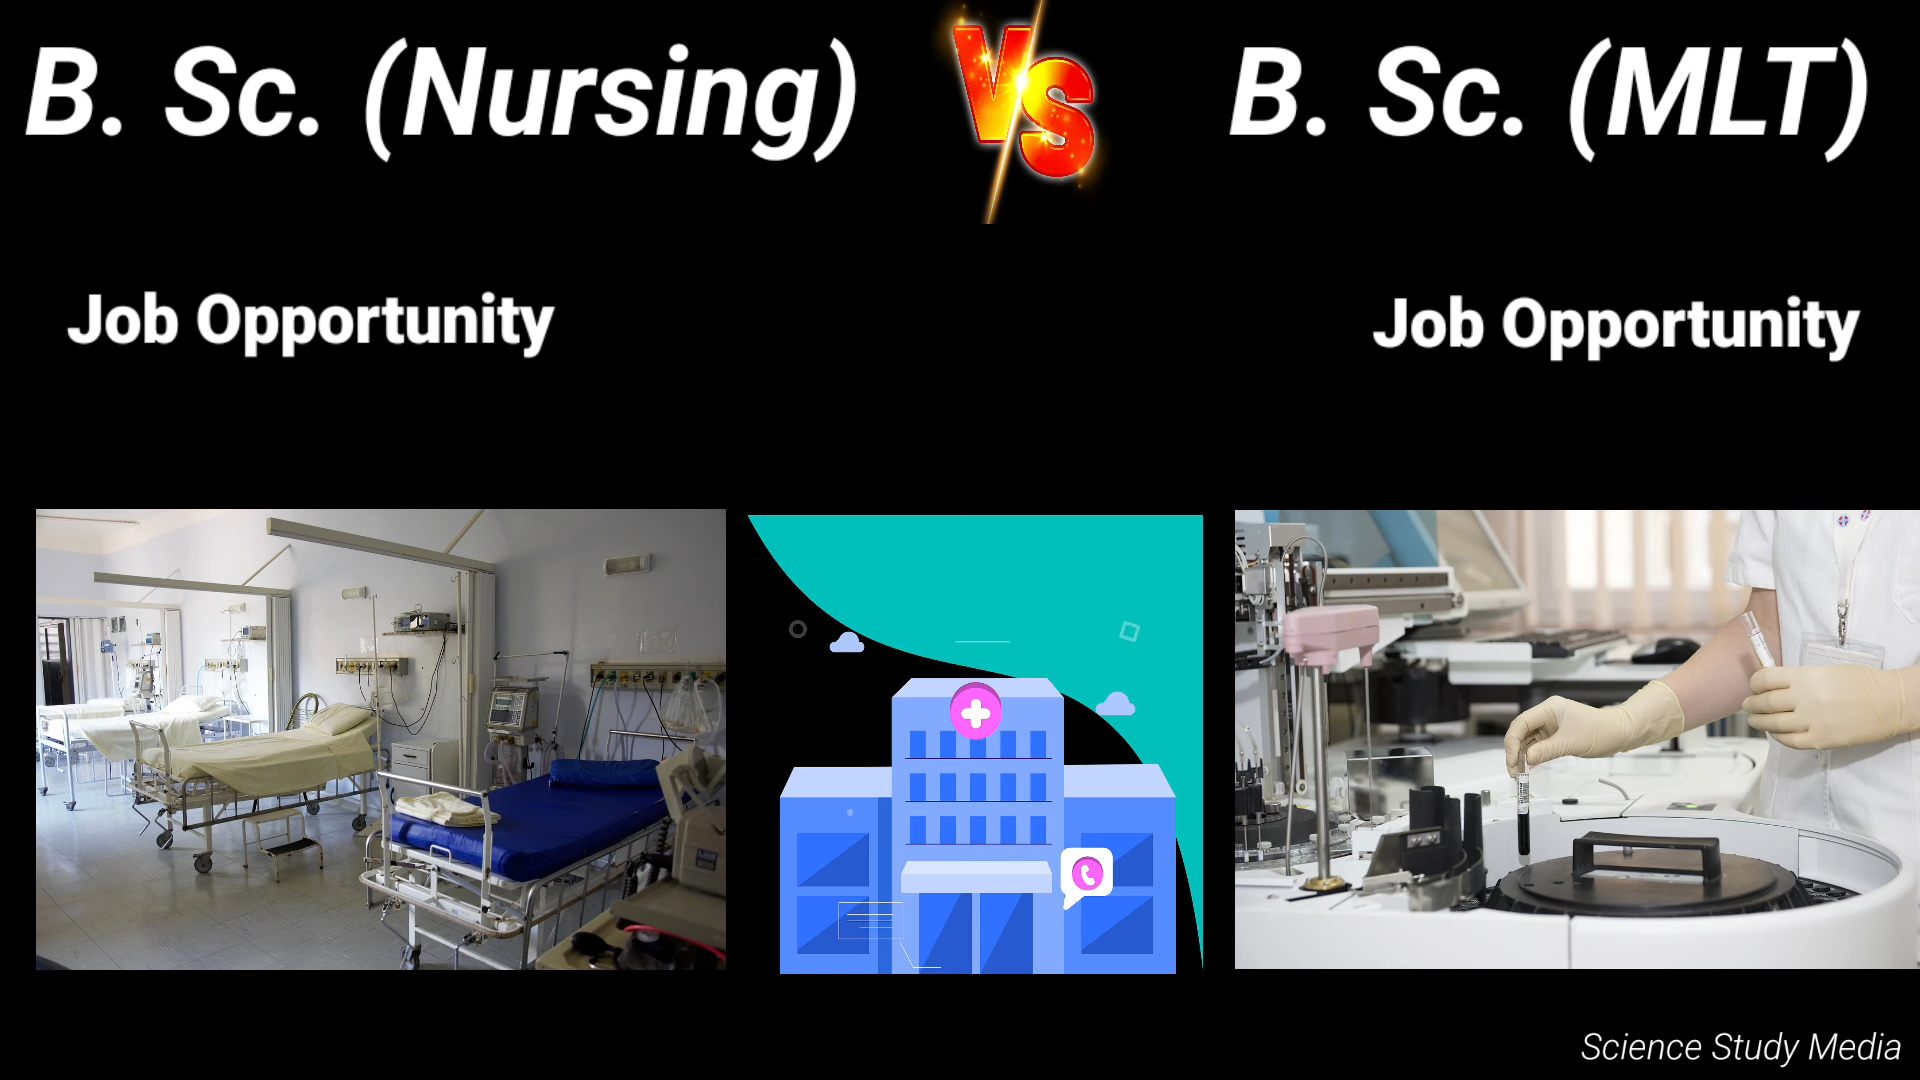 B. Sc. (Nursing)
VS
B. Sc. (MLT)
Job Opportunity
Job Opportunity
Science Study Media